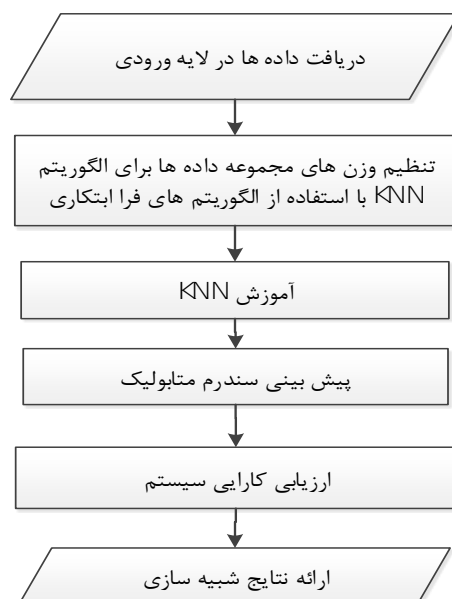 دریافت داده ها در لایه ورودی
تنظیم وزن های مجموعه داده ها برای الگوریتم
KNN با استفاده از الگوریتم های فرا ابتکاری
آموزش KNN
پیش بینی سندرم متابولیک
ارزیابی کارایی سیستم
ارائه نتایج شبیه سازی